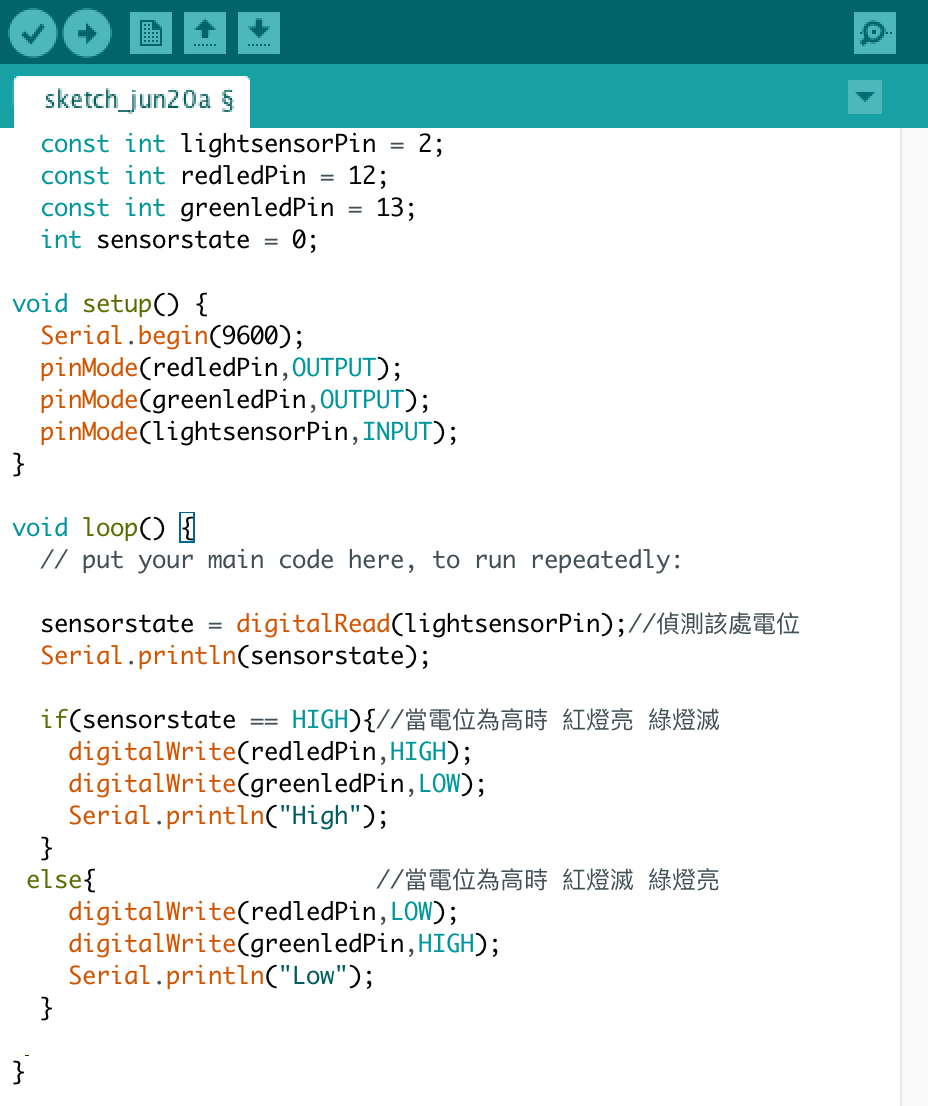 sketch_jun20a §
const int lightsensorPin = 2;
const int redledPin = 12;
const int greenledPin = 13;
int sensorstate = 0;
void setup() {
Serial.begin(9600);
pinMode(redledPin,OUTPUT);
pinMode(greenledPin,OUTPUT);
pinMode(lightsensorPin,INPUT);
}
void loop() {
// put your main code here, to run repeatedly:
sensorstate = digitalRead(lightsensorPin);//偵測該處電位
Serial.println(sensorstate);
if(sensorstate == HIGH){//當電位為高時 紅燈亮 綠燈滅
digitalWrite(redledPin,HIGH);
digitalWrite(greenledPin,LOW);
Serial.println("High");
}
else{ //當電位為高時 紅燈滅 綠燈亮
digitalWrite(redledPin,LOW);
digitalWrite(greenledPin,HIGH);
Serial.println("Low");
}
}